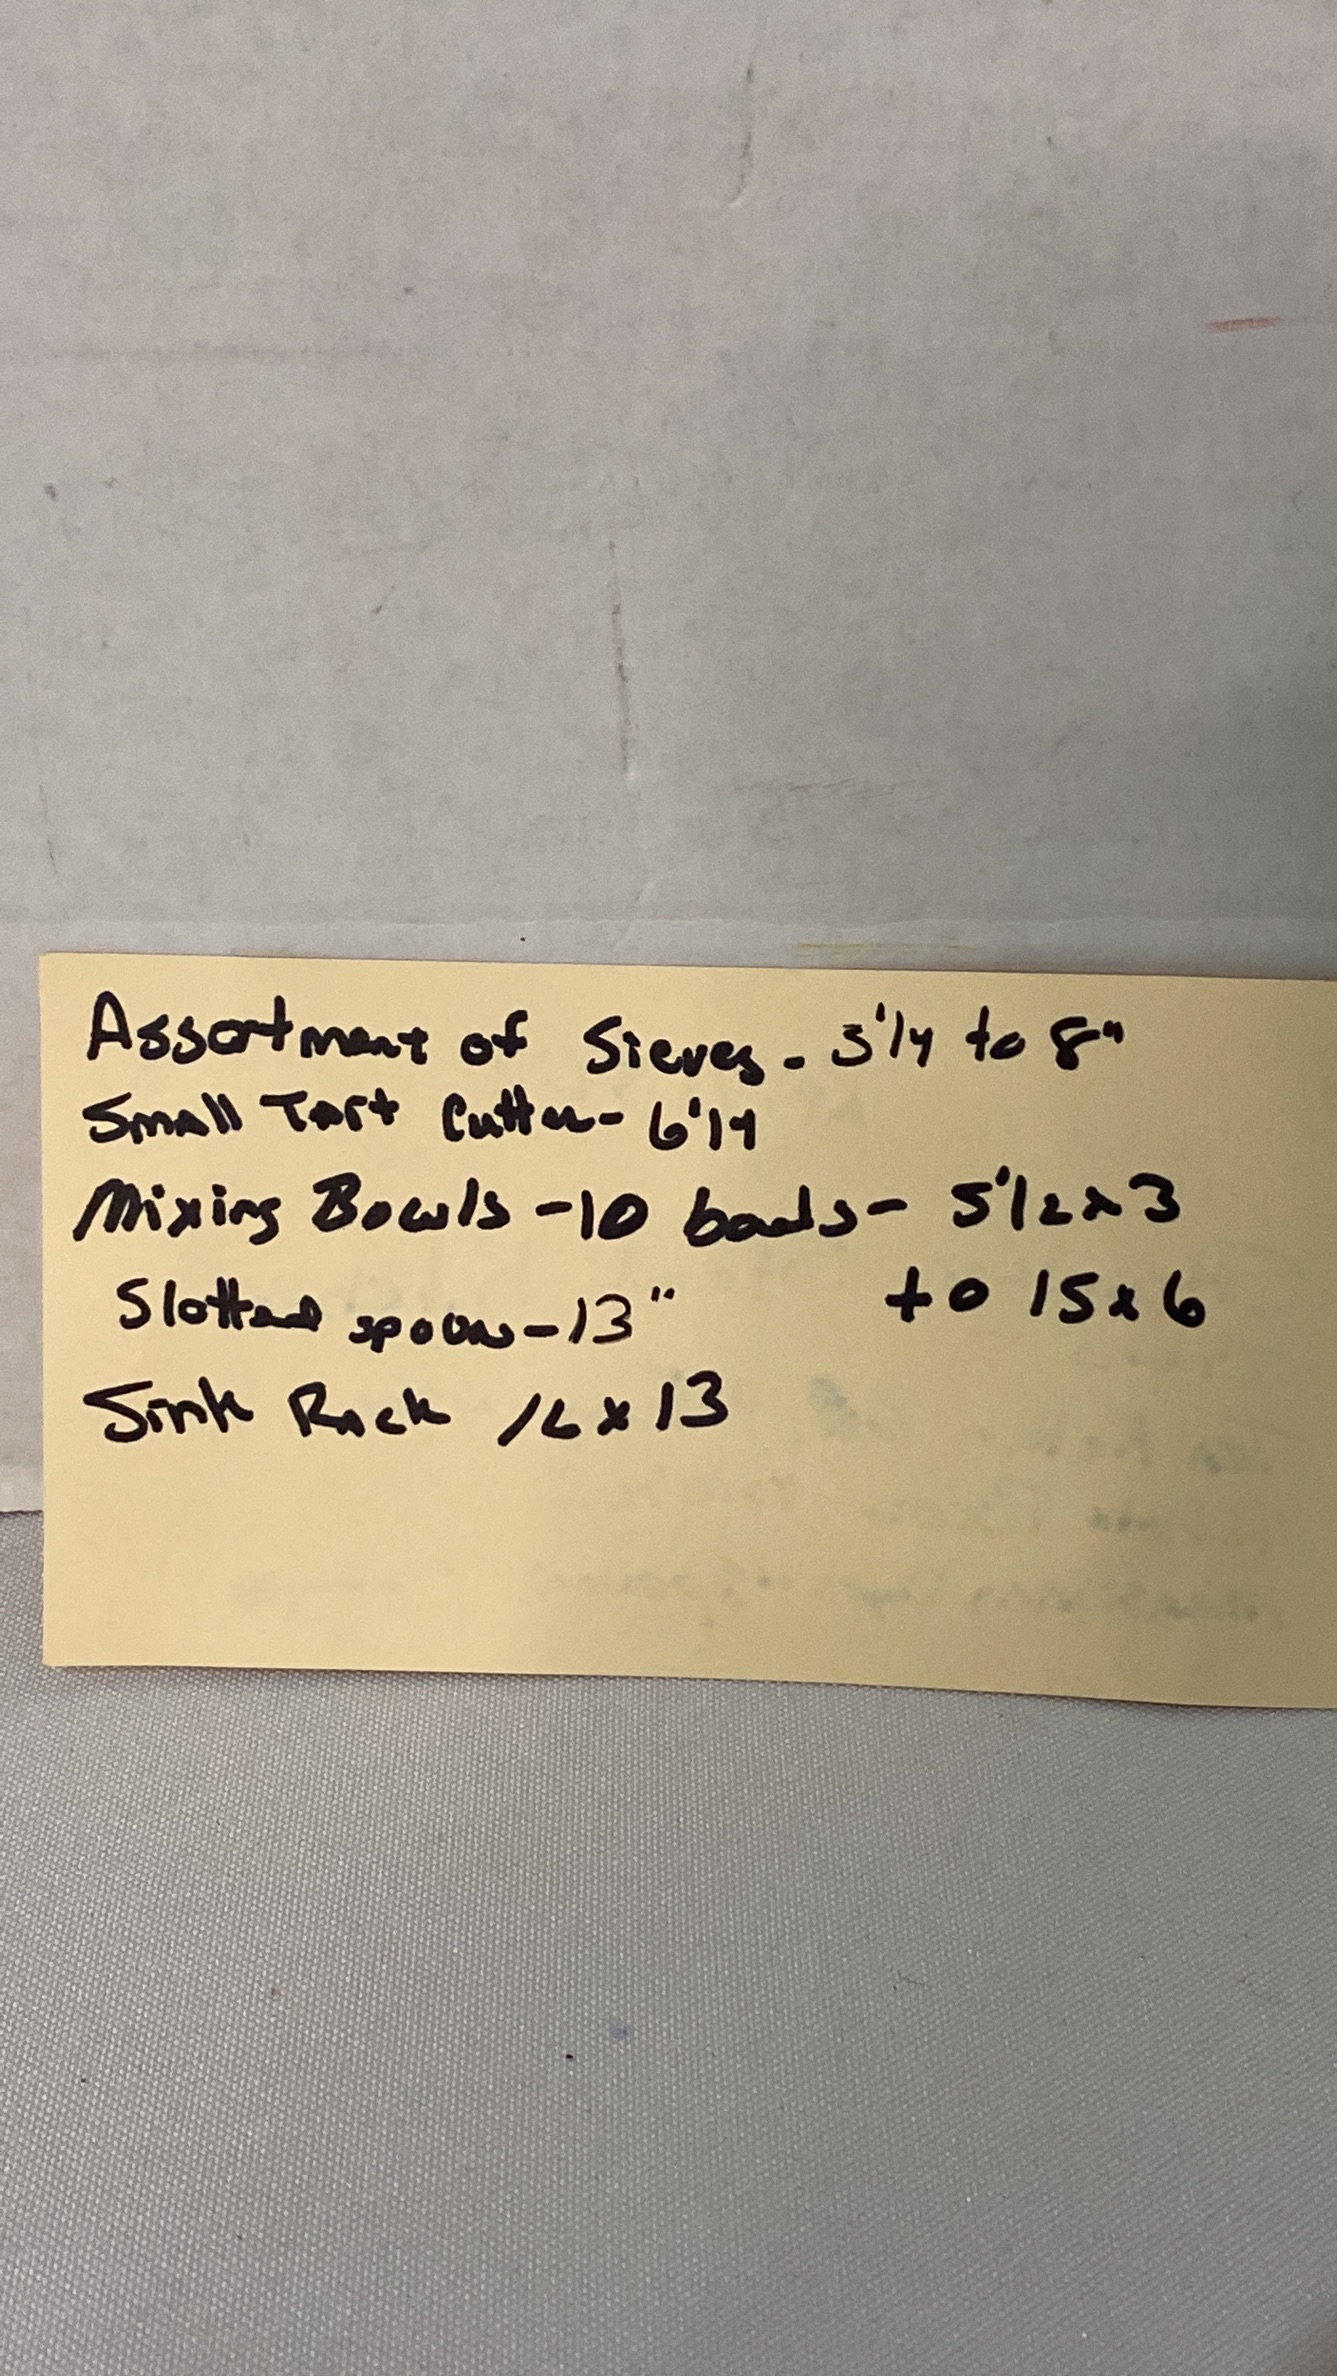 Assortment of Sieves - 3 1/4 to 8"
Small Tart Cutter - 6 1/4
Mixing Bowls - 10 bowls - 5 1/2 x 3
to 15 x 6
Slotted spoon - 13"
Sink Rack 16 x 13